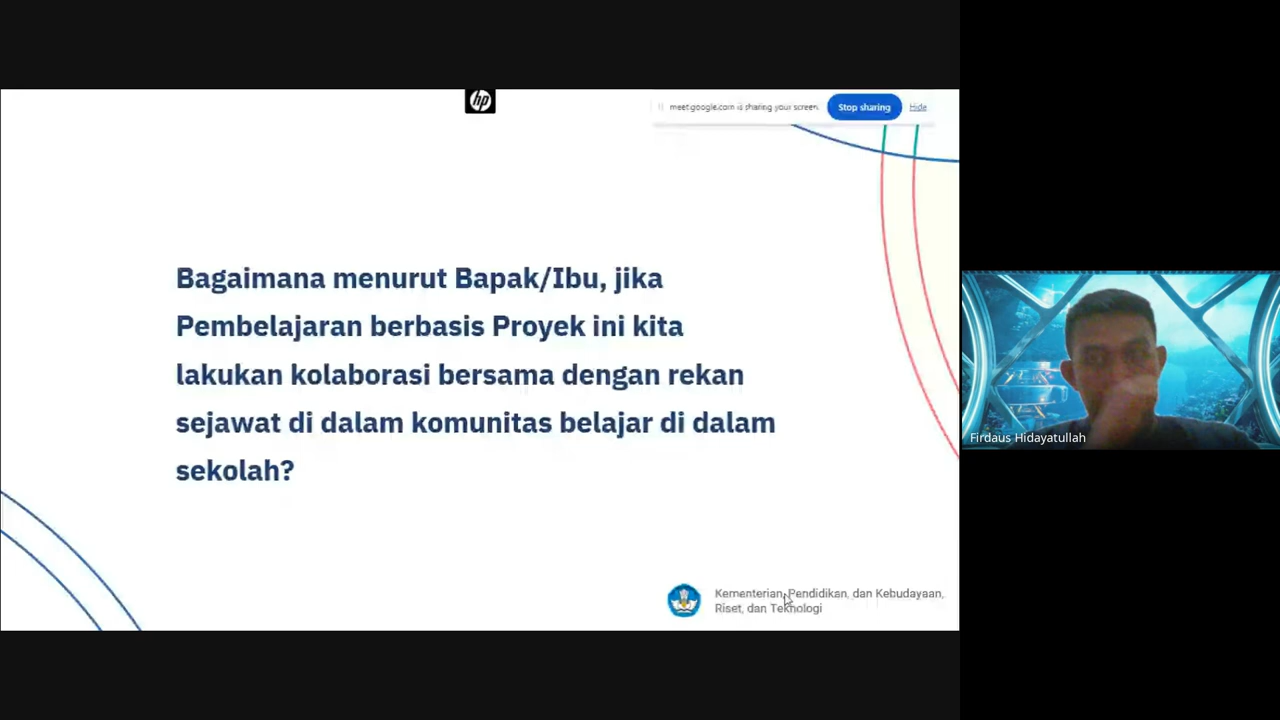 hp
meet.google.com is sharing your screen.
Stop sharing
Hide
Bagaimana menurut Bapak/Ibu, jika
Pembelajaran berbasis Proyek ini kita
lakukan kolaborasi bersama dengan rekan
sejawat di dalam komunitas belajar di dalam
sekolah?
Kementerian, Pendidikan, dan Kebudayaan,
Riset, dan Teknologi
Firdaus Hidayatullah